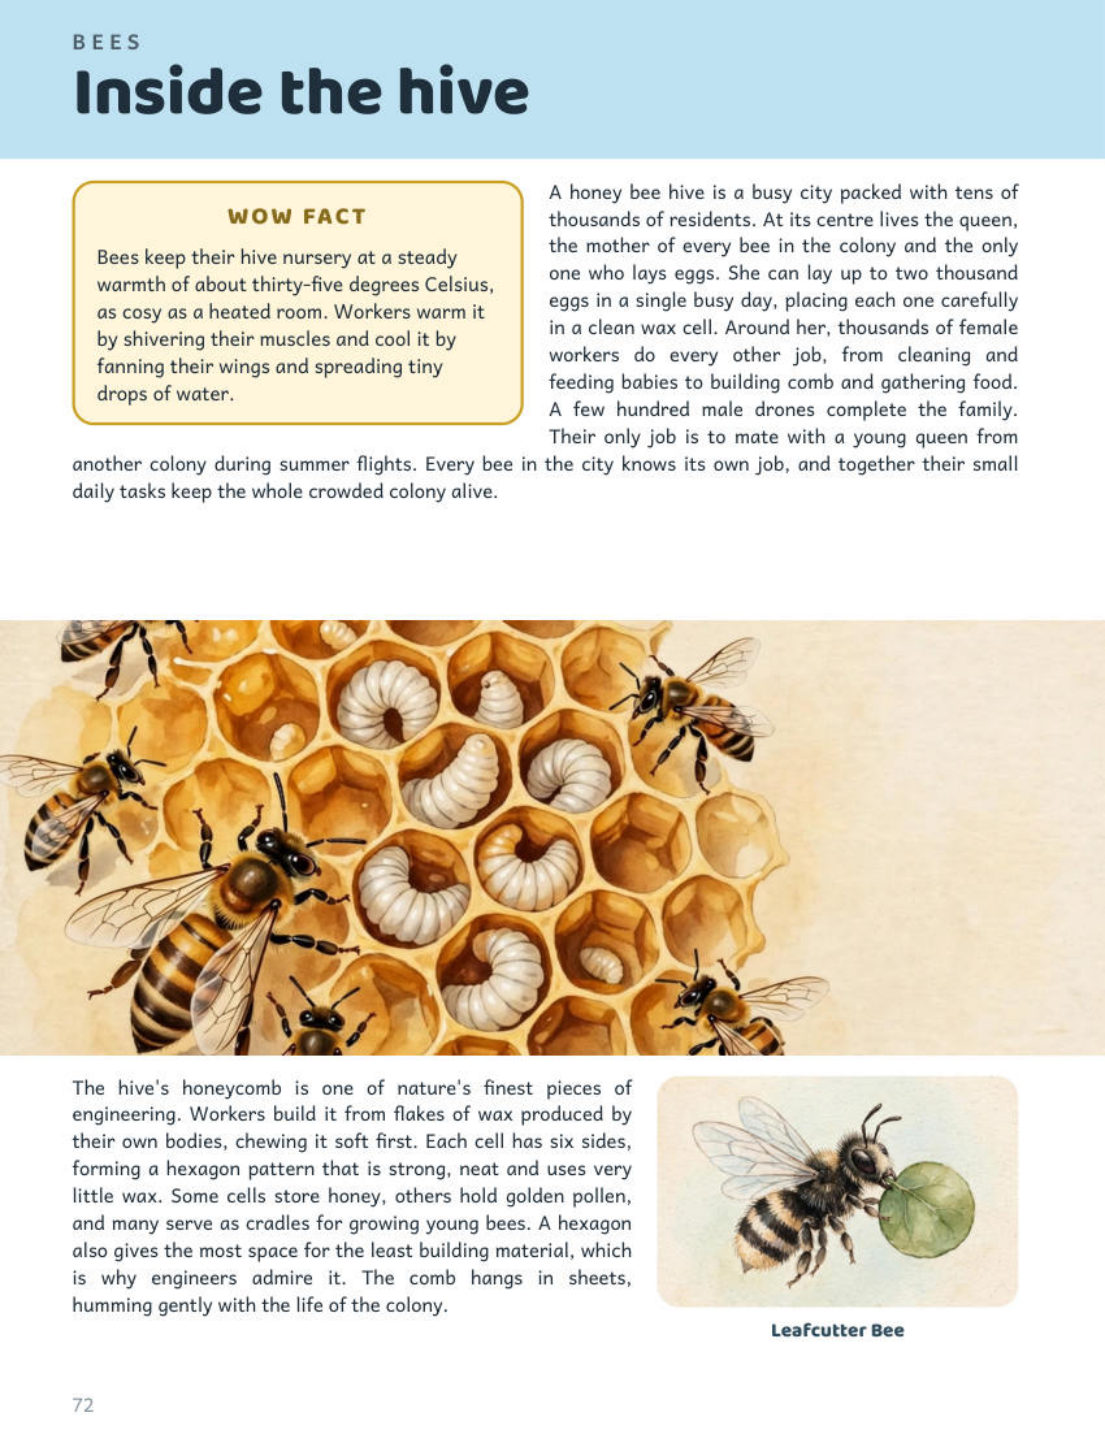 BEES
Inside the hive
WOW FACT
Bees keep their hive nursery at a steady
warmth of about thirty-five degrees Celsius,
as cosy as a heated room. Workers warm it
by shivering their muscles and cool it by
fanning their wings and spreading tiny
drops of water.
A honey bee hive is a busy city packed with tens of
thousands of residents. At its centre lives the queen,
the mother of every bee in the colony and the only
one who lays eggs. She can lay up to two thousand
eggs in a single busy day, placing each one carefully
in a clean wax cell. Around her, thousands of female
workers do every other job, from cleaning and
feeding babies to building comb and gathering food.
A few hundred male drones complete the family.
Their only job is to mate with a young queen from
another colony during summer flights. Every bee in the city knows its own job, and together their small
daily tasks keep the whole crowded colony alive.
The hive's honeycomb is one of nature's finest pieces of
engineering. Workers build it from flakes of wax produced by
their own bodies, chewing it soft first. Each cell has six sides,
forming a hexagon pattern that is strong, neat and uses very
little wax. Some cells store honey, others hold golden pollen,
and many serve as cradles for growing young bees. A hexagon
also gives the most space for the least building material, which
is why engineers admire it. The comb hangs in sheets,
humming gently with the life of the colony.
Leafcutter Bee
72